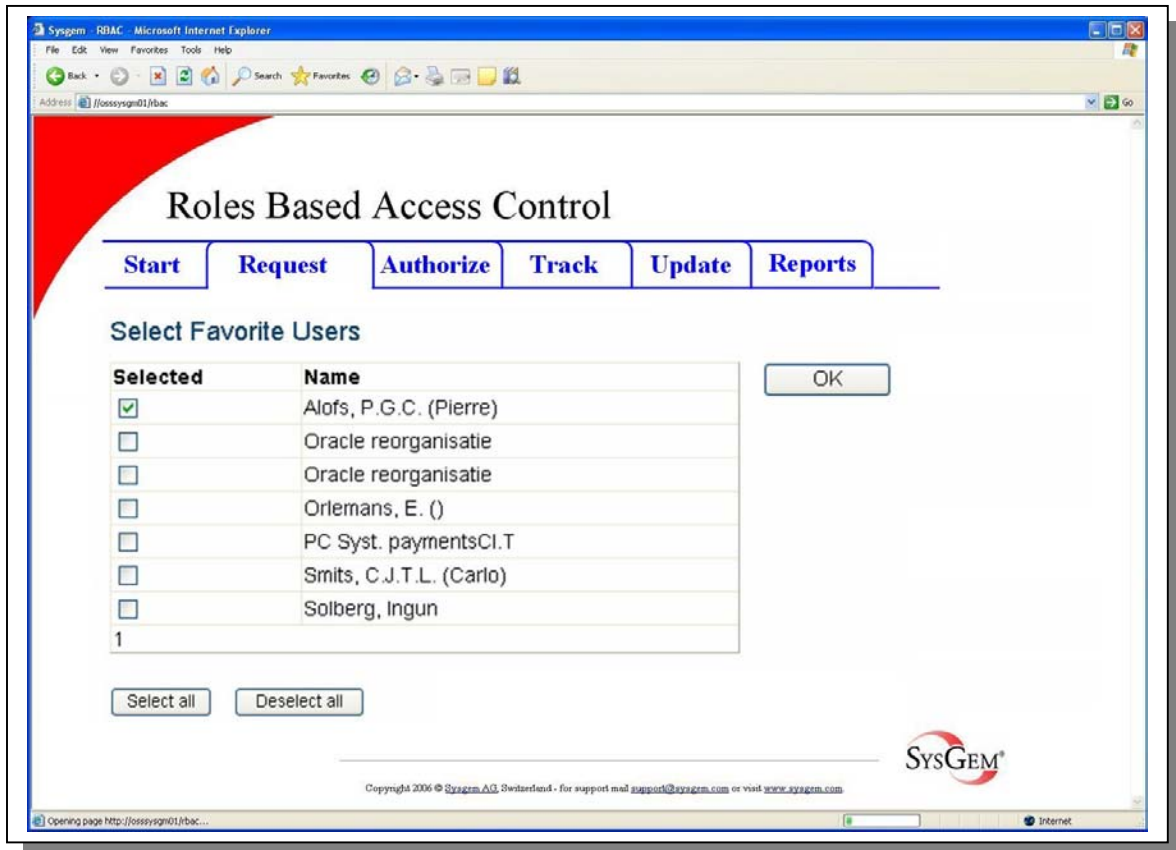 Sysgem - RBAC - Microsoft Internet Explorer
File Edit View Favorites Tools Help
Back Search Favorites
Address //osssysgm01/rbac Go
Roles Based Access Control
Start Request Authorize Track Update Reports
Select Favorite Users
Selected Name
OK
Alofs, P.G.C. (Pierre)
Oracle reorganisatie
Oracle reorganisatie
Orlemans, E. ()
PC Syst. paymentsCI.T
Smits, C.J.T.L. (Carlo)
Solberg, Ingun
1
Select all Deselect all
SYSGEM®
Copyright 2006 © Sysgem AG, Switzerland - for support mail support@sysgem.com or visit www.sysgem.com.
Opening page http://osssysgm01/rbac... Internet